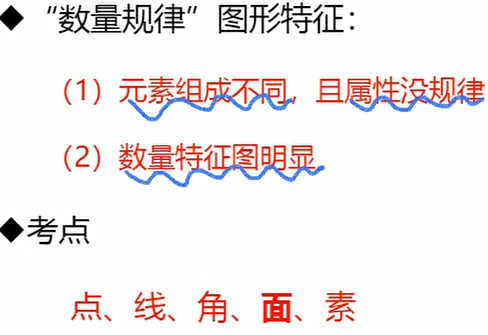 ◆ “数量规律”图形特征：
（1）元素组成不同，且属性没规律
（2）数量特征图明显
◆考点
点、线、角、面、素